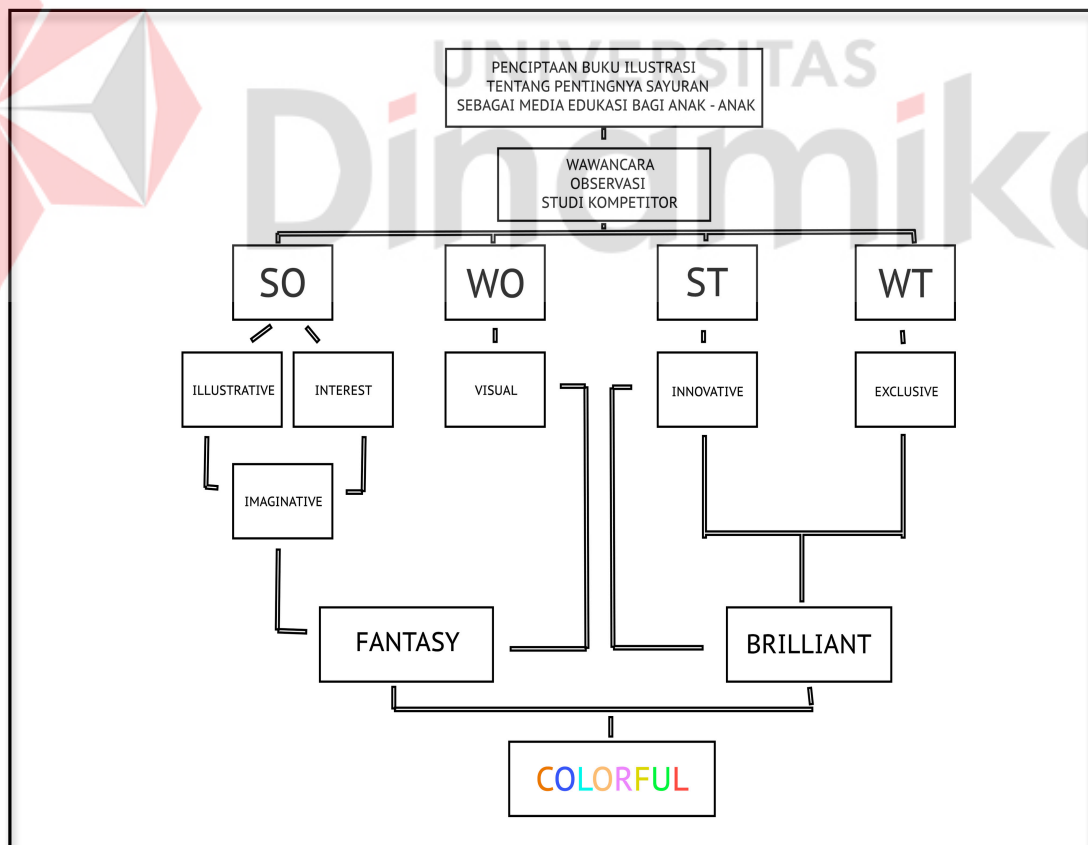 UNIVERSITAS
Dinamika
PENCIPTAAN BUKU ILUSTRASI
TENTANG PENTINGNYA SAYURAN
SEBAGAI MEDIA EDUKASI BAGI ANAK - ANAK
WAWANCARA
OBSERVASI
STUDI KOMPETITOR
SO
WO
ST
WT
ILLUSTRATIVE
INTEREST
VISUAL
INNOVATIVE
EXCLUSIVE
IMAGINATIVE
FANTASY
BRILLIANT
COLORFUL